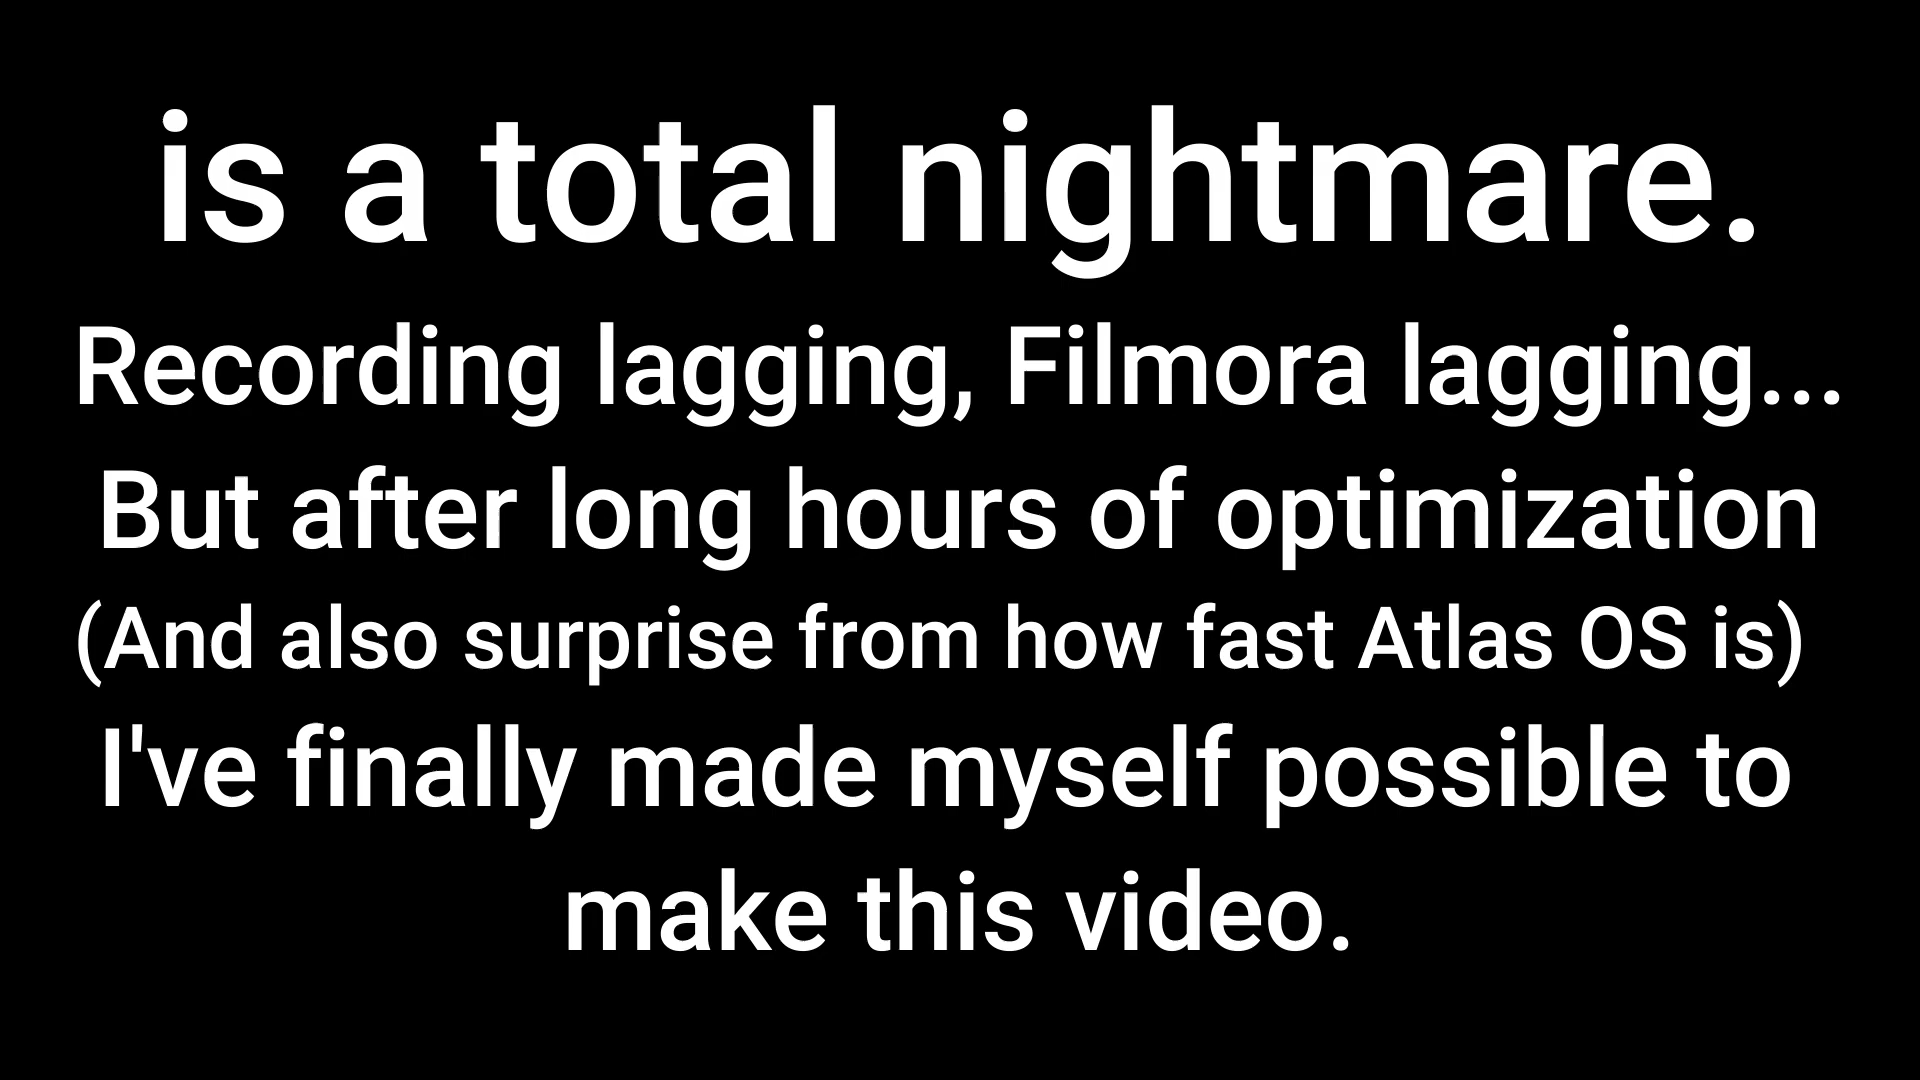 is a total nightmare.
Recording lagging, Filmora lagging...
But after long hours of optimization
(And also surprise from how fast Atlas OS is)
I've finally made myself possible to
make this video.